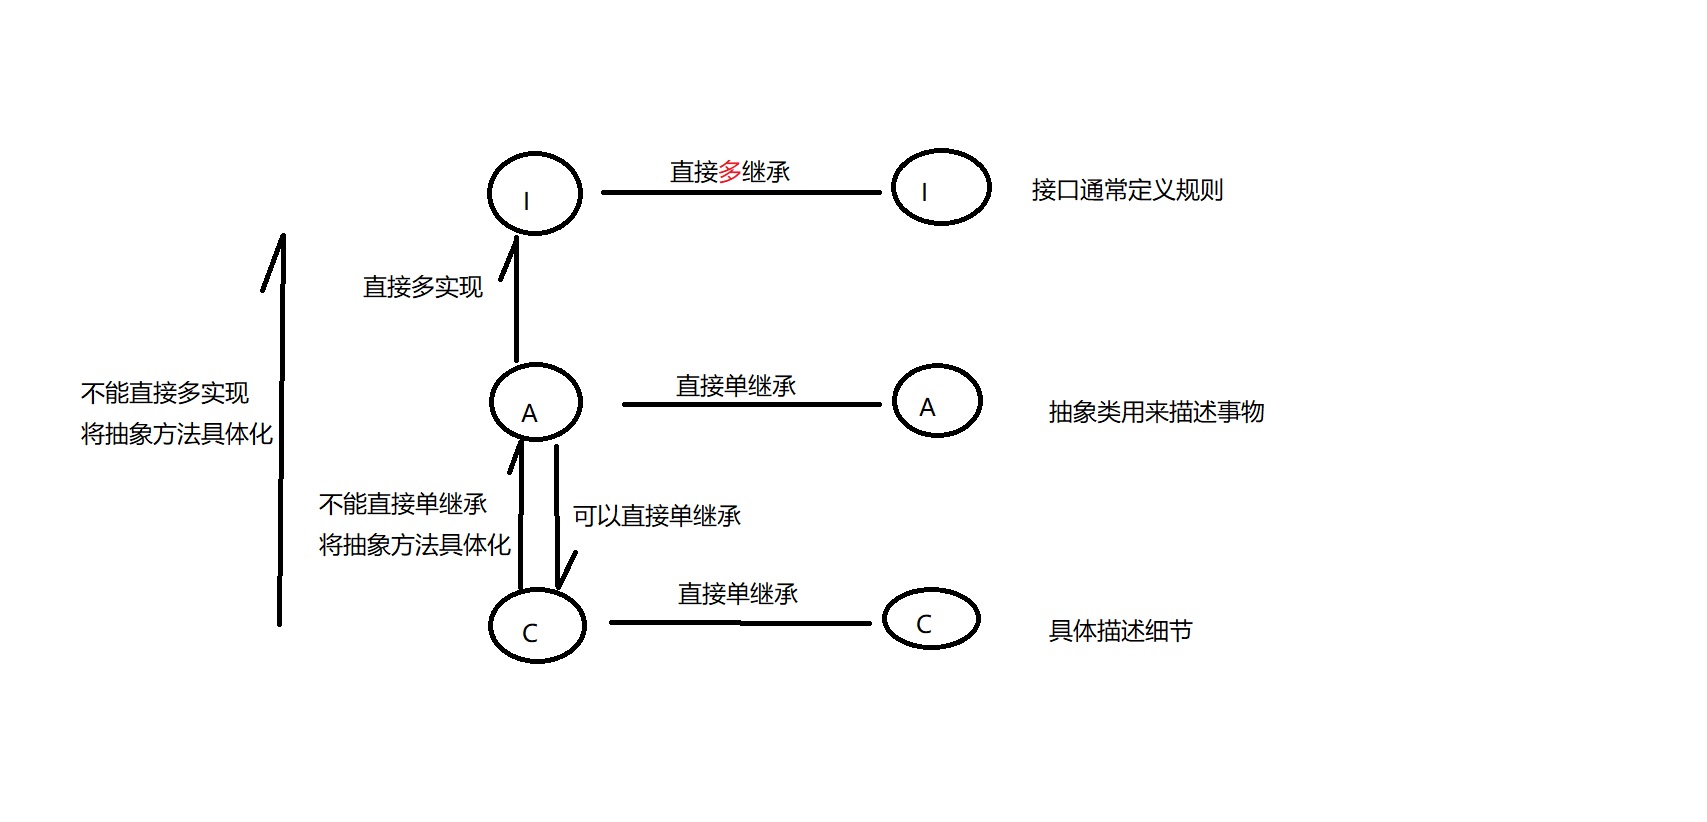 直接多继承
I
I
接口通常定义规则
直接多实现
不能直接多实现
将抽象方法具体化
直接单继承
A
A
抽象类用来描述事物
不能直接单继承
将抽象方法具体化
可以直接单继承
直接单继承
C
C
具体描述细节